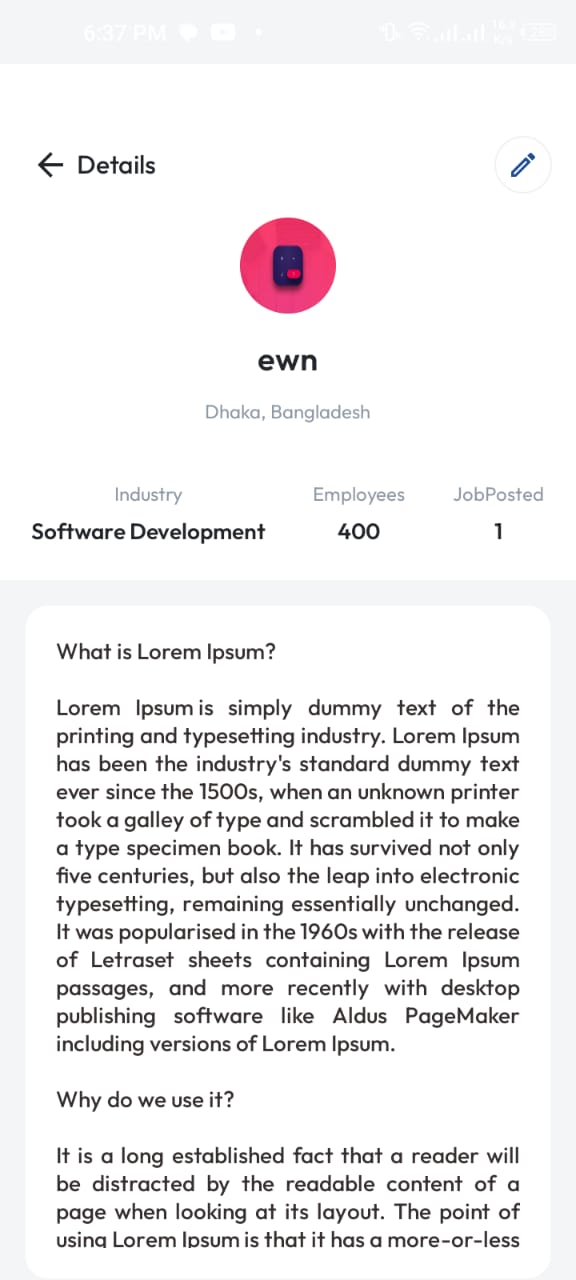 6:37 PM
Details
ewn
Dhaka, Bangladesh
Industry Employees JobPosted
Software Development 400 1
What is Lorem Ipsum?
Lorem Ipsum is simply dummy text of the
printing and typesetting industry. Lorem Ipsum
has been the industry's standard dummy text
ever since the 1500s, when an unknown printer
took a galley of type and scrambled it to make
a type specimen book. It has survived not only
five centuries, but also the leap into electronic
typesetting, remaining essentially unchanged.
It was popularised in the 1960s with the release
of Letraset sheets containing Lorem Ipsum
passages, and more recently with desktop
publishing software like Aldus PageMaker
including versions of Lorem Ipsum.
Why do we use it?
It is a long established fact that a reader will
be distracted by the readable content of a
page when looking at its layout. The point of
using Lorem Ipsum is that it has a more-or-less